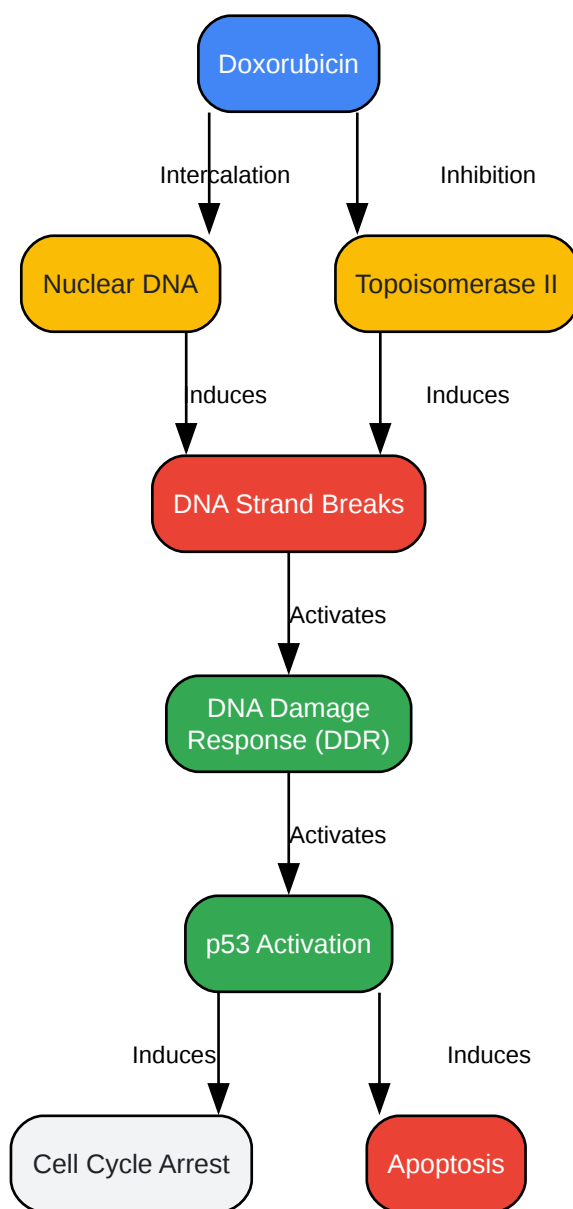 Doxorubicin
Intercalation
Inhibition
Nuclear DNA
Topoisomerase II
Induces
Induces
DNA Strand Breaks
Activates
DNA Damage
Response (DDR)
Activates
p53 Activation
Induces
Induces
Cell Cycle Arrest
Apoptosis